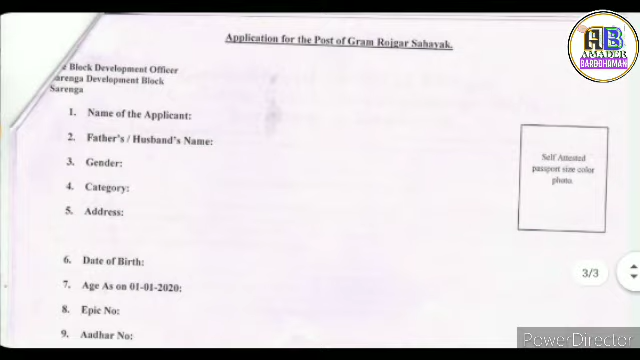 Application for the Post of Gram Rojgar Sahayak.
AB
AMADER
BARDDHAMAN
Block Development Officer
arenga Development Block
Sarenga
1. Name of the Applicant:
2. Father's / Husband's Name:
3. Gender:
4. Category:
5. Address:
Self Attested
passport size color
photo.
6. Date of Birth:
7. Age As on 01-01-2020:
8. Epic No:
9. Aadhar No:
3/3
PowerDirector